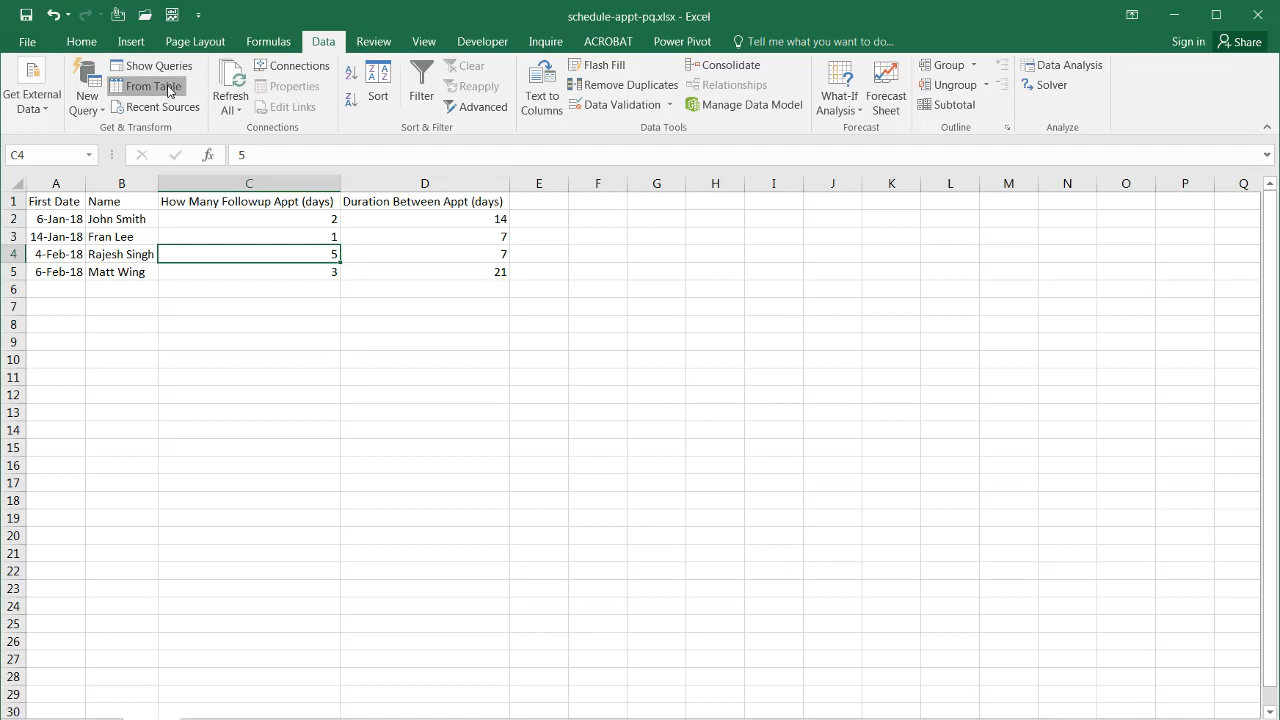 schedule-appt-pq.xlsx - Excel
File Home Insert Page Layout Formulas Data Review View Developer Inquire ACROBAT Power Pivot Tell me what you want to do... Sign in Share
Get External Data
New Query
Show Queries
From Table
Recent Sources
Get & Transform
Refresh All
Connections
Properties
Edit Links
Connections
Sort
Filter
Clear
Reapply
Advanced
Sort & Filter
Text to Columns
Flash Fill
Remove Duplicates
Data Validation
Consolidate
Relationships
Manage Data Model
Data Tools
What-If Analysis
Forecast Sheet
Forecast
Group
Ungroup
Subtotal
Outline
Data Analysis
Solver
Analyze
C4 fx 5
A B C D E F G H I J K L M N O P Q
1 First Date Name How Many Followup Appt (days) Duration Between Appt (days)
2 6-Jan-18 John Smith 2 14
3 14-Jan-18 Fran Lee 1 7
4 4-Feb-18 Rajesh Singh 5 7
5 6-Feb-18 Matt Wing 3 21
6
7
8
9
10
11
12
13
14
15
16
17
18
19
20
21
22
23
24
25
26
27
28
29
30